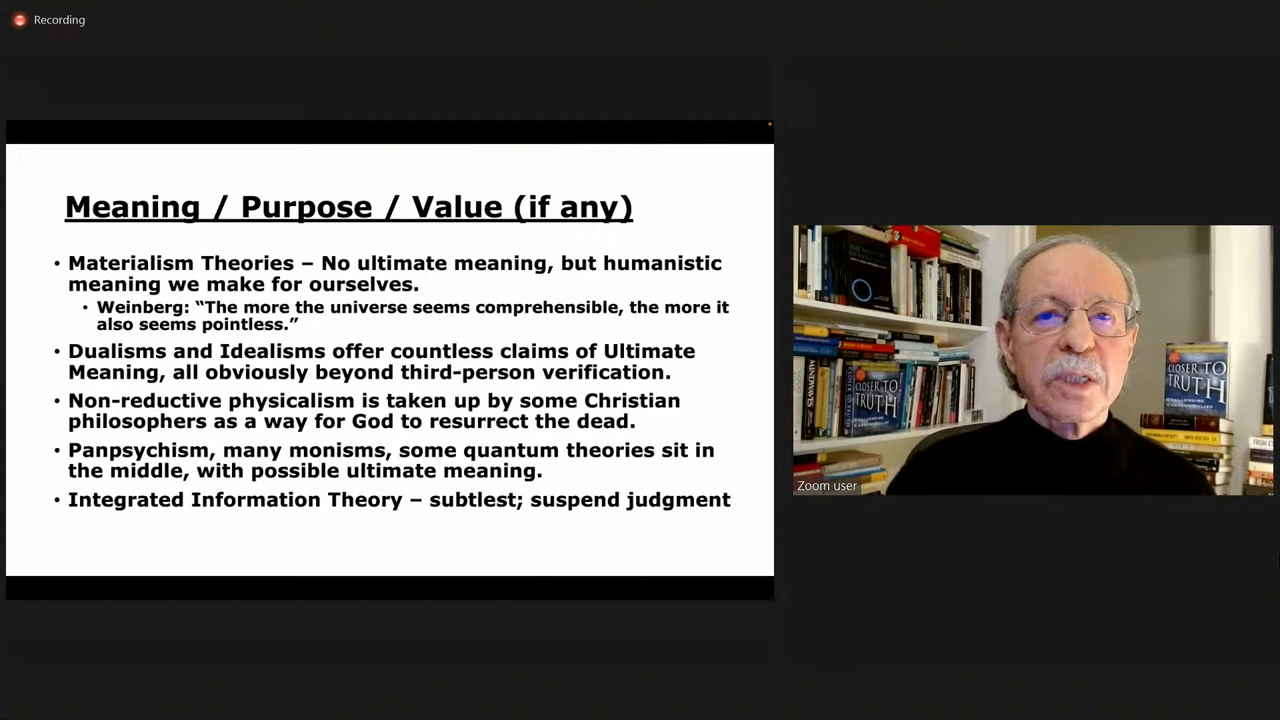 Recording
Meaning / Purpose / Value (if any)
• Materialism Theories – No ultimate meaning, but humanistic
meaning we make for ourselves.
• Weinberg: “The more the universe seems comprehensible, the more it
also seems pointless.”
• Dualisms and Idealisms offer countless claims of Ultimate
Meaning, all obviously beyond third-person verification.
• Non-reductive physicalism is taken up by some Christian
philosophers as a way for God to resurrect the dead.
• Panpsychism, many monisms, some quantum theories sit in
the middle, with possible ultimate meaning.
• Integrated Information Theory – subtlest; suspend judgment
MINDWAVES
CLOSER TO
TRUTH
CLOSER TO
TRUTH
Zoom user